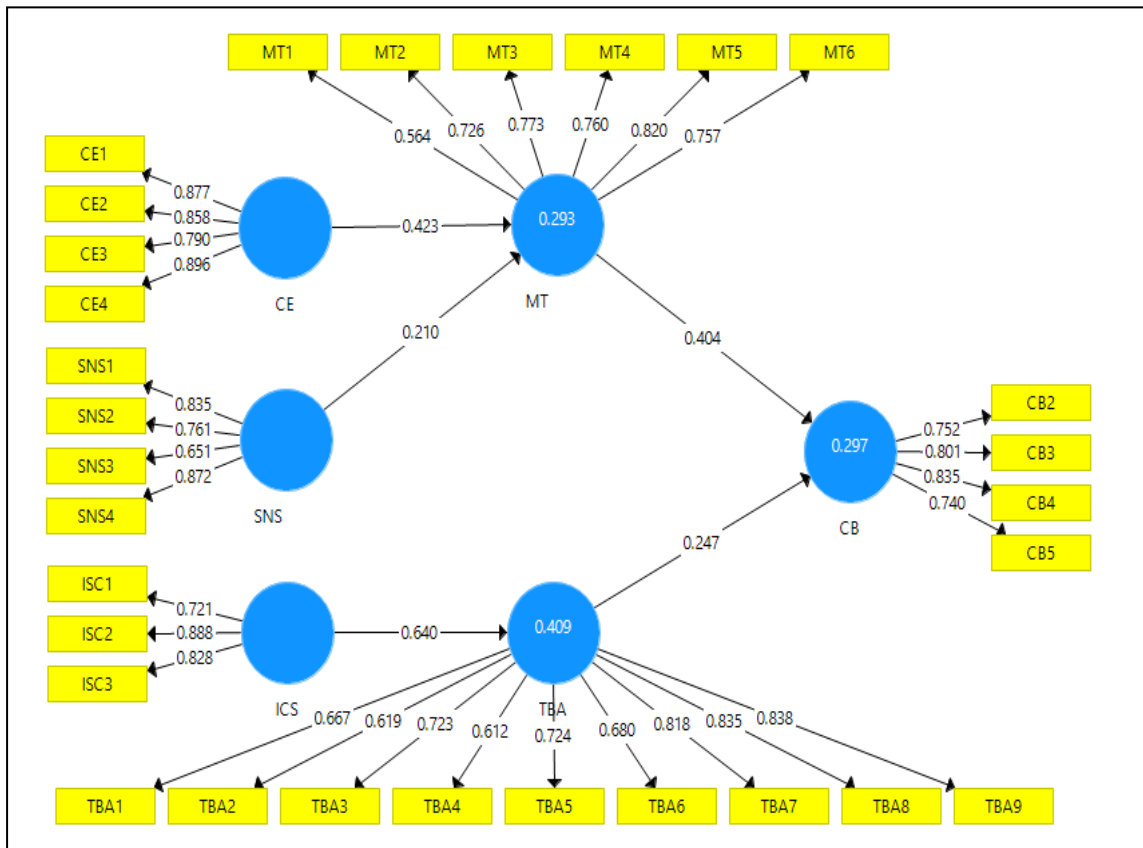 MT1 MT2 MT3 MT4 MT5 MT6
0.564 0.726 0.773 0.760 0.820 0.757
CE1
CE2
CE3
CE4
0.877
0.858
0.790
0.896
CE
0.423
0.293
MT
0.210
0.404
SNS1
SNS2
SNS3
SNS4
0.835
0.761
0.651
0.872
SNS
0.297
CB
0.752
0.801
0.835
0.740
CB2
CB3
CB4
CB5
0.247
ISC1
ISC2
ISC3
0.721
0.888
0.828
ICS
0.640
0.409
TBA
0.667 0.619 0.723 0.612 0.724 0.680 0.818 0.835 0.838
TBA1 TBA2 TBA3 TBA4 TBA5 TBA6 TBA7 TBA8 TBA9